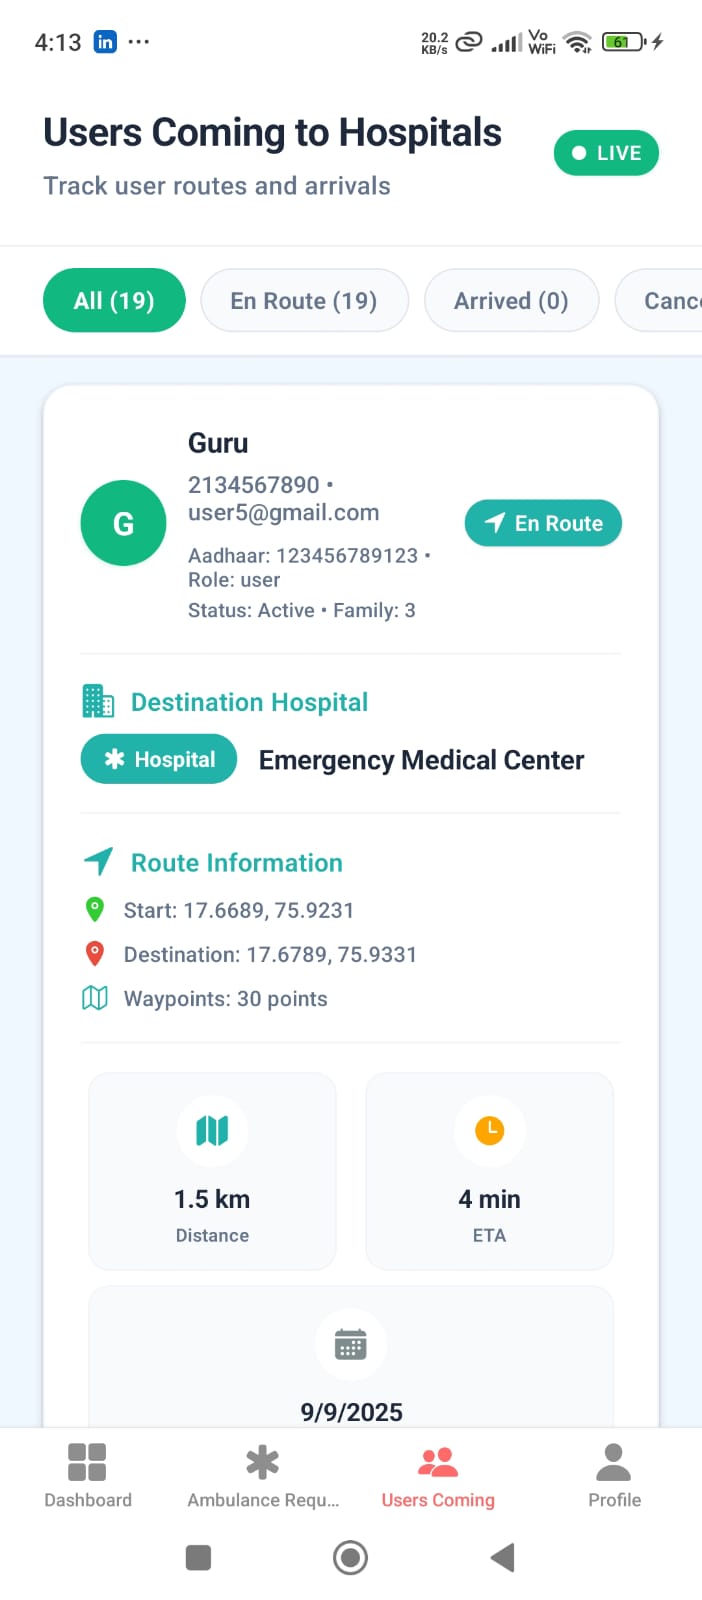 4:13 in ...
20.2 KB/s Vo WiFi 61
Users Coming to Hospitals
LIVE
Track user routes and arrivals
All (19) En Route (19) Arrived (0) Canc
Guru
2134567890 •
user5@gmail.com
G
En Route
Aadhaar: 123456789123 •
Role: user
Status: Active • Family: 3
Destination Hospital
Hospital Emergency Medical Center
Route Information
Start: 17.6689, 75.9231
Destination: 17.6789, 75.9331
Waypoints: 30 points
1.5 km 4 min
Distance ETA
9/9/2025
Dashboard Ambulance Requ... Users Coming Profile